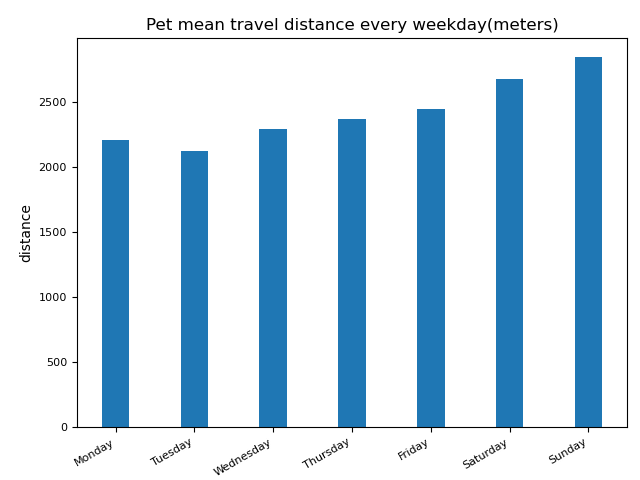 Pet mean travel distance every weekday(meters)
distance
2500
2000
1500
1000
500
0
Monday
Tuesday
Wednesday
Thursday
Friday
Saturday
Sunday